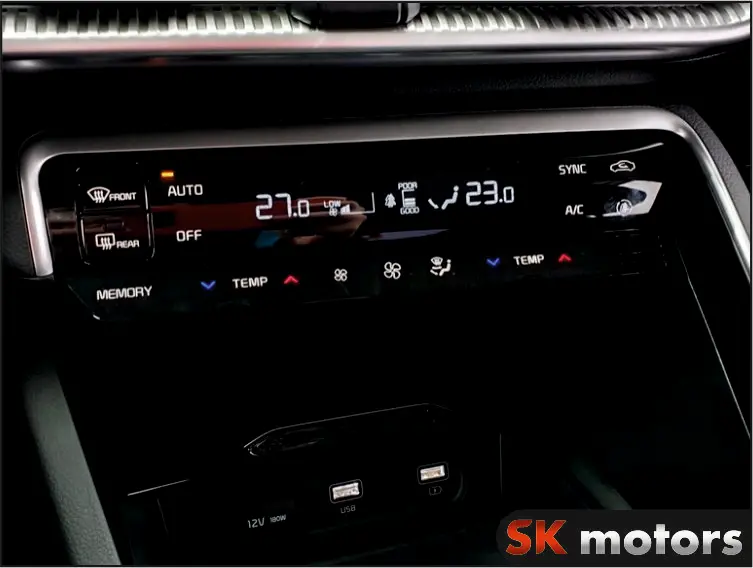 FRONT
AUTO
27.0
LOW
POOR
GOOD
23.0
SYNC
REAR
OFF
A/C
MEMORY
TEMP
TEMP
12V 180W
USB
SK motors